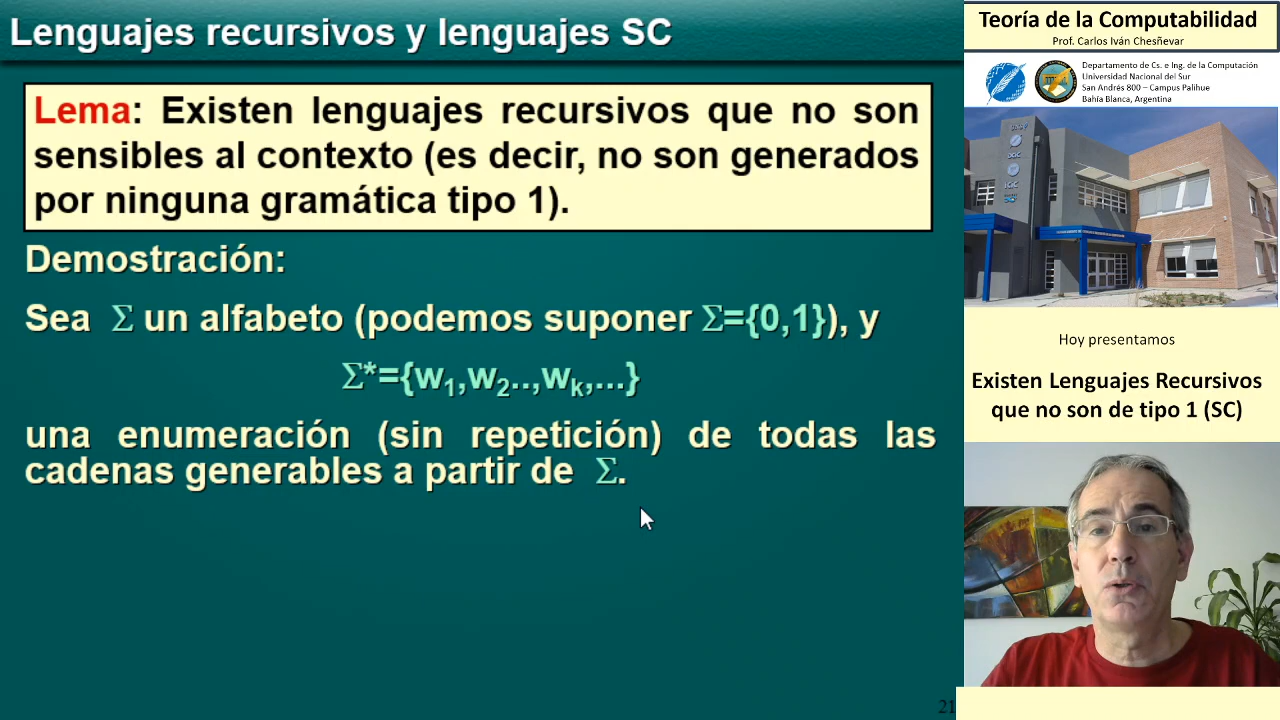 Lenguajes recursivos y lenguajes SC
Lema: Existen lenguajes recursivos que no son
sensibles al contexto (es decir, no son generados
por ninguna gramática tipo 1).
Demostración:
Sea Σ un alfabeto (podemos suponer Σ={0,1}), y
Σ*={w1,w2..,wk,...}
una enumeración (sin repetición) de todas las
cadenas generables a partir de Σ.
21
Teoría de la Computabilidad
Prof. Carlos Iván Chesñevar
Departamento de Cs. e Ing. de la Computación
Universidad Nacional del Sur
San Andrés 800 – Campus Palihue
Bahía Blanca, Argentina
Hoy presentamos
Existen Lenguajes Recursivos
que no son de tipo 1 (SC)